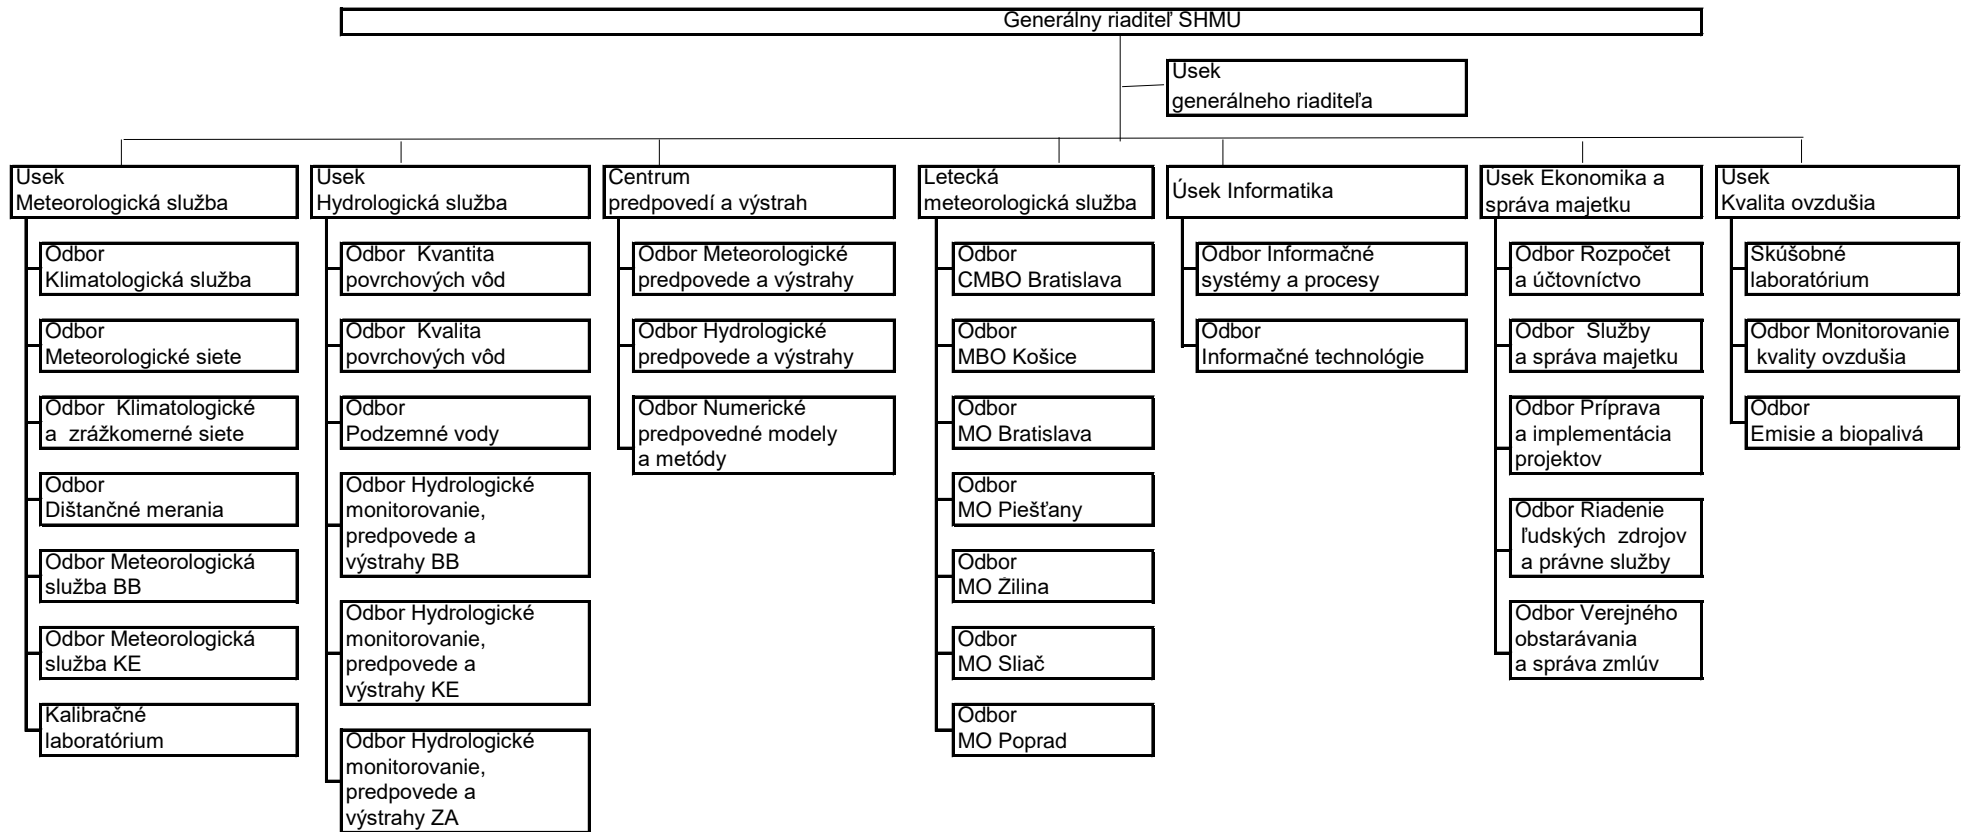 Generálny riaditeľ SHMU
Usek
generálneho riaditeľa
Usek
Meteorologická služba
Odbor
Klimatologická služba
Odbor
Meteorologické siete
Odbor  Klimatologické
a  zrážkomerné siete
Odbor
Dištančné merania
Odbor Meteorologická
služba BB
Odbor Meteorologická
služba KE
Kalibračné
laboratórium
Usek
Hydrologická služba
Odbor  Kvantita
povrchových vôd
Odbor  Kvalita
povrchových vôd
Odbor
Podzemné vody
Odbor Hydrologické
monitorovanie,
predpovede a
výstrahy BB
Odbor Hydrologické
monitorovanie,
predpovede a
výstrahy KE
Odbor Hydrologické
monitorovanie,
predpovede a
výstrahy ZA
Centrum
predpovedí a výstrah
Odbor Meteorologické
predpovede a výstrahy
Odbor Hydrologické
predpovede a výstrahy
Odbor Numerické
predpovedné modely
a metódy
Letecká
meteorologická služba
Odbor
CMBO Bratislava
Odbor
MBO Košice
Odbor
MO Bratislava
Odbor
MO Piešťany
Odbor
MO Žilina
Odbor
MO Sliač
Odbor
MO Poprad
Úsek Informatika
Odbor Informačné
systémy a procesy
Odbor
Informačné technológie
Usek Ekonomika a
správa majetku
Odbor Rozpočet
a účtovníctvo
Odbor  Služby
a správa majetku
Odbor Príprava
a implementácia
projektov
Odbor Riadenie
ľudských  zdrojov
a právne služby
Odbor Verejného
obstarávania
a správa zmlúv
Usek
Kvalita ovzdušia
Skúšobné
laboratórium
Odbor Monitorovanie
kvality ovzdušia
Odbor
Emisie a biopalivá